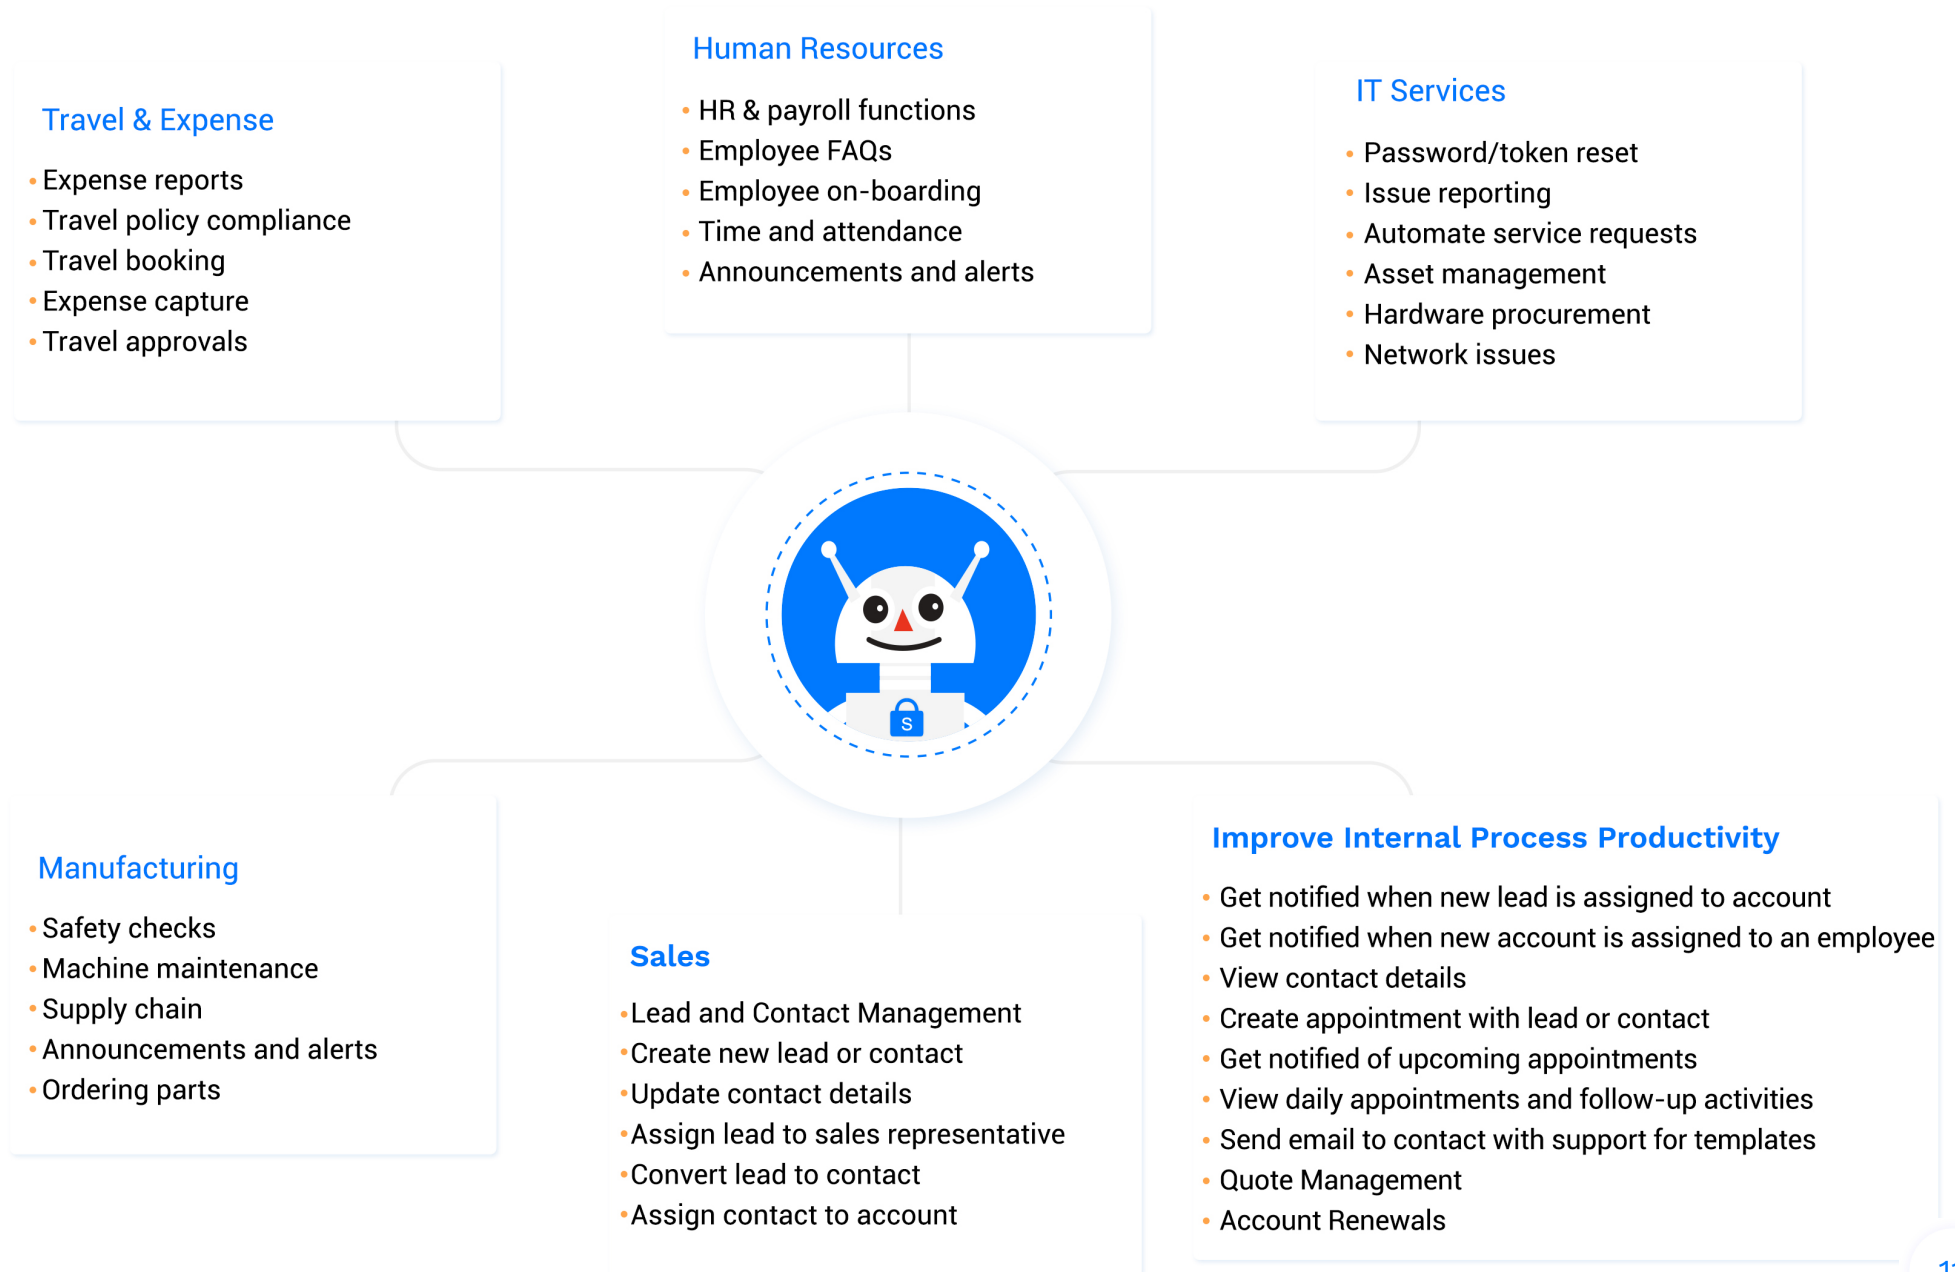 Human Resources
HR & payroll functions
Employee FAQs
Employee on-boarding
Time and attendance
Announcements and alerts
Travel & Expense
Expense reports
Travel policy compliance
Travel booking
Expense capture
Travel approvals
IT Services
Password/token reset
Issue reporting
Automate service requests
Asset management
Hardware procurement
Network issues
S
Manufacturing
Safety checks
Machine maintenance
Supply chain
Announcements and alerts
Ordering parts
Sales
Lead and Contact Management
Create new lead or contact
Update contact details
Assign lead to sales representative
Convert lead to contact
Assign contact to account
Improve Internal Process Productivity
Get notified when new lead is assigned to account
Get notified when new account is assigned to an employee
View contact details
Create appointment with lead or contact
Get notified of upcoming appointments
View daily appointments and follow-up activities
Send email to contact with support for templates
Quote Management
Account Renewals